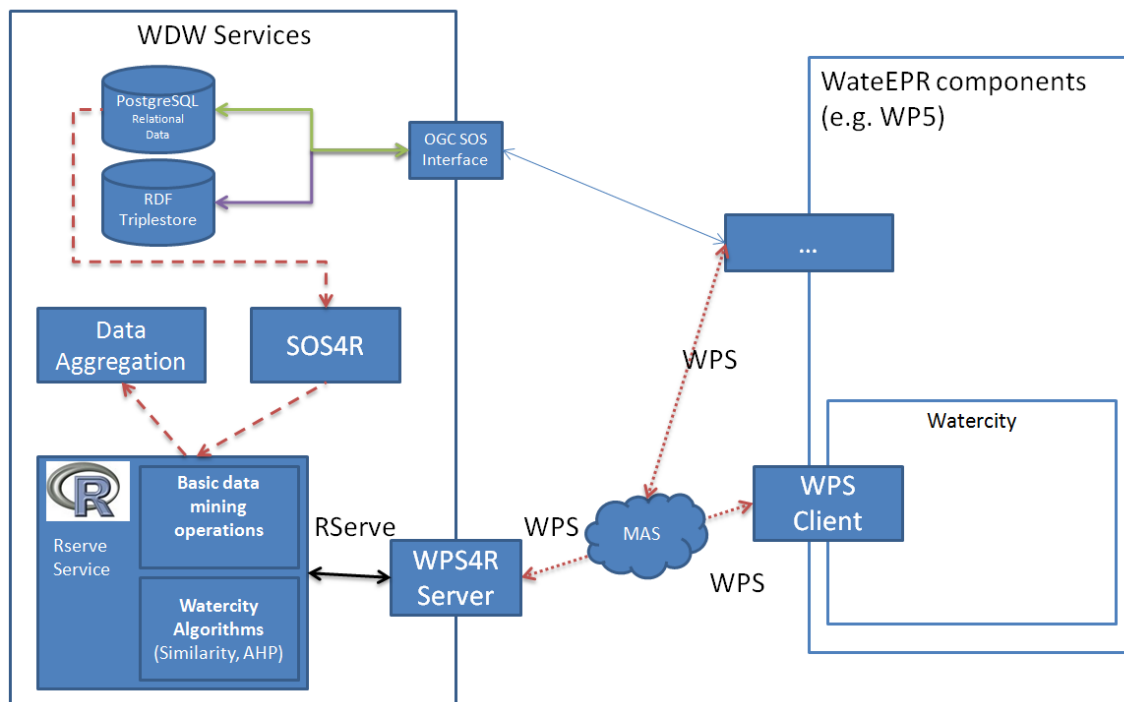 WDW Services
PostgreSQL
Relational
Data
RDF
Triplestore
OGC SOS
Interface
WateEPR components
(e.g. WP5)
...
Data
Aggregation
SOS4R
WPS
Watercity
R
Rserve
Service
Basic data
mining
operations
Watercity
Algorithms
(Similarity, AHP)
RServe
WPS4R
Server
WPS
MAS
WPS
WPS
Client